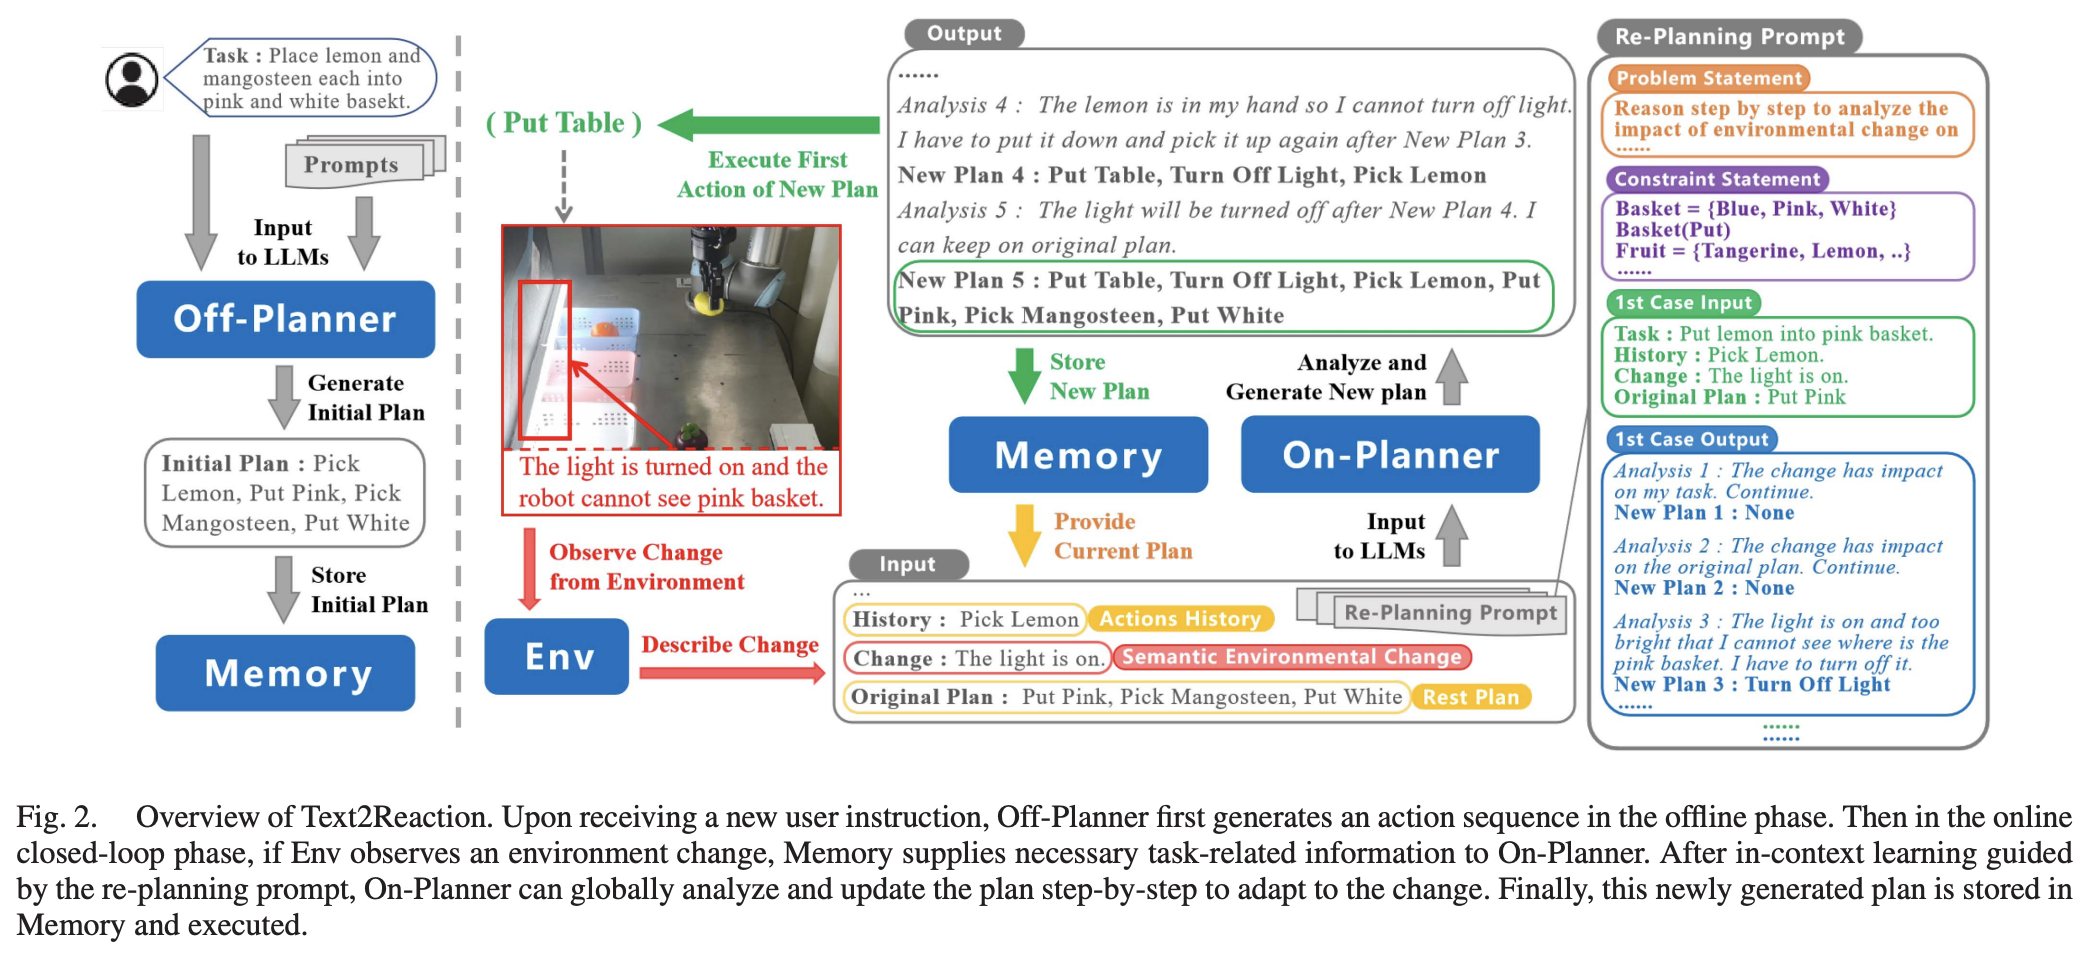 Task : Place lemon and
mangosteen each into
pink and white basekt.
Prompts
Input
to LLMs
Off-Planner
Generate
Initial Plan
Initial Plan : Pick
Lemon, Put Pink, Pick
Mangosteen, Put White
Store
Initial Plan
Memory
( Put Table )
Execute First
Action of New Plan
The light is turned on and the
robot cannot see pink basket.
Observe Change
from Environment
Env
Describe Change
Output
......
Analysis 4 : The lemon is in my hand so I cannot turn off light.
I have to put it down and pick it up again after New Plan 3.
New Plan 4 : Put Table, Turn Off Light, Pick Lemon
Analysis 5 : The light will be turned off after New Plan 4. I
can keep on original plan.
New Plan 5 : Put Table, Turn Off Light, Pick Lemon, Put
Pink, Pick Mangosteen, Put White
Store
New Plan
Analyze and
Generate New plan
Memory
On-Planner
Provide
Current Plan
Input
to LLMs
Input
...
History : Pick Lemon
Actions History
Re-Planning Prompt
Change : The light is on.
Semantic Environmental Change
Original Plan : Put Pink, Pick Mangosteen, Put White
Rest Plan
Re-Planning Prompt
Problem Statement
Reason step by step to analyze the
impact of environmental change on
......
Constraint Statement
Basket = {Blue, Pink, White}
Basket(Put)
Fruit = {Tangerine, Lemon, ..}
......
1st Case Input
Task : Put lemon into pink basket.
History : Pick Lemon.
Change : The light is on.
Original Plan : Put Pink
1st Case Output
Analysis 1 : The change has impact
on my task. Continue.
New Plan 1 : None
Analysis 2 : The change has impact
on the original plan. Continue.
New Plan 2 : None
Analysis 3 : The light is on and too
bright that I cannot see where is the
pink basket. I have to turn off it.
New Plan 3 : Turn Off Light
......
......
......
Fig. 2. Overview of Text2Reaction. Upon receiving a new user instruction, Off-Planner first generates an action sequence in the offline phase. Then in the online
closed-loop phase, if Env observes an environment change, Memory supplies necessary task-related information to On-Planner. After in-context learning guided
by the re-planning prompt, On-Planner can globally analyze and update the plan step-by-step to adapt to the change. Finally, this newly generated plan is stored in
Memory and executed.